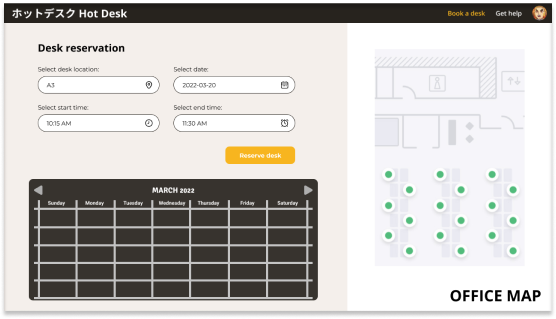 ホットデスク Hot Desk
Book a desk
Get help
Desk reservation
Select desk location:
Select date:
A3
2022-03-20
Select start time:
Select end time:
10:15 AM
11:30 AM
Reserve desk
MARCH 2022
Sunday Monday Tuesday Wednesday Thursday Friday Saturday
OFFICE MAP